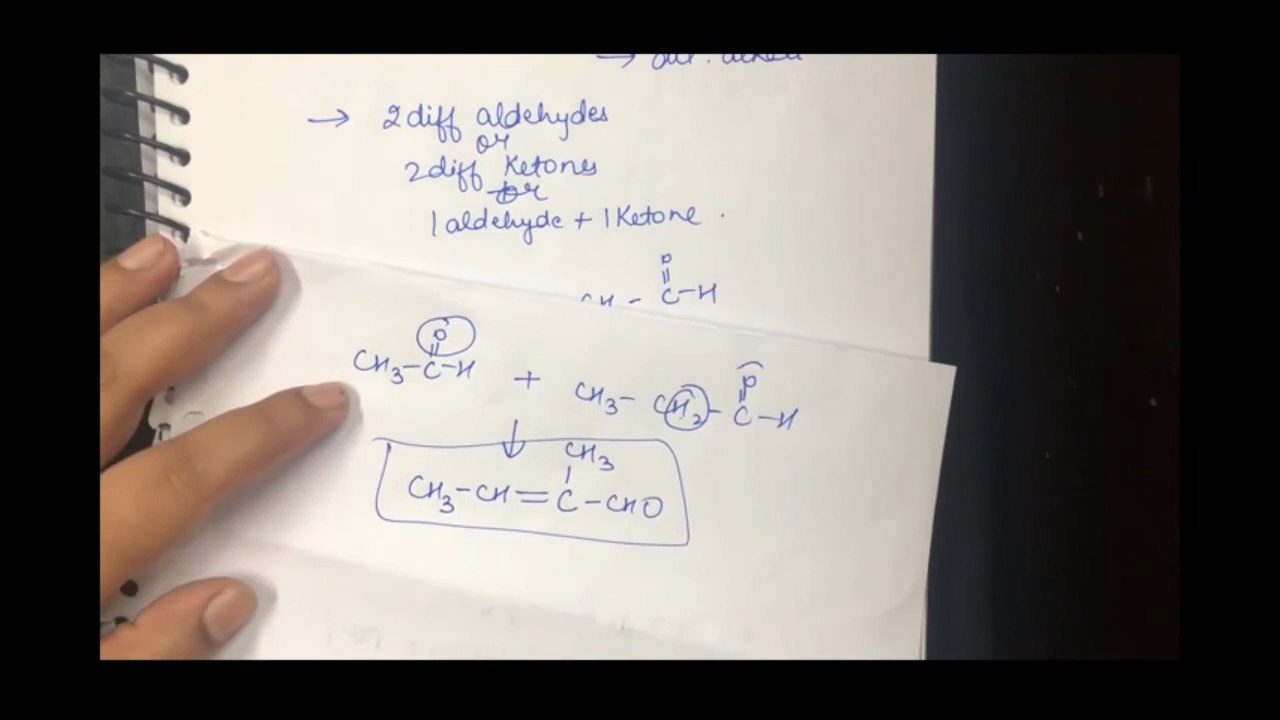 → 2 diff aldehydes
or
2 diff Ketones
or
1 aldehyde + 1 Ketone .
O
||
C-H
O
||
CH3-C-H + CH3- CH2- C-H
O
||
↓
CH3
|
CH3-CH=C-CHO